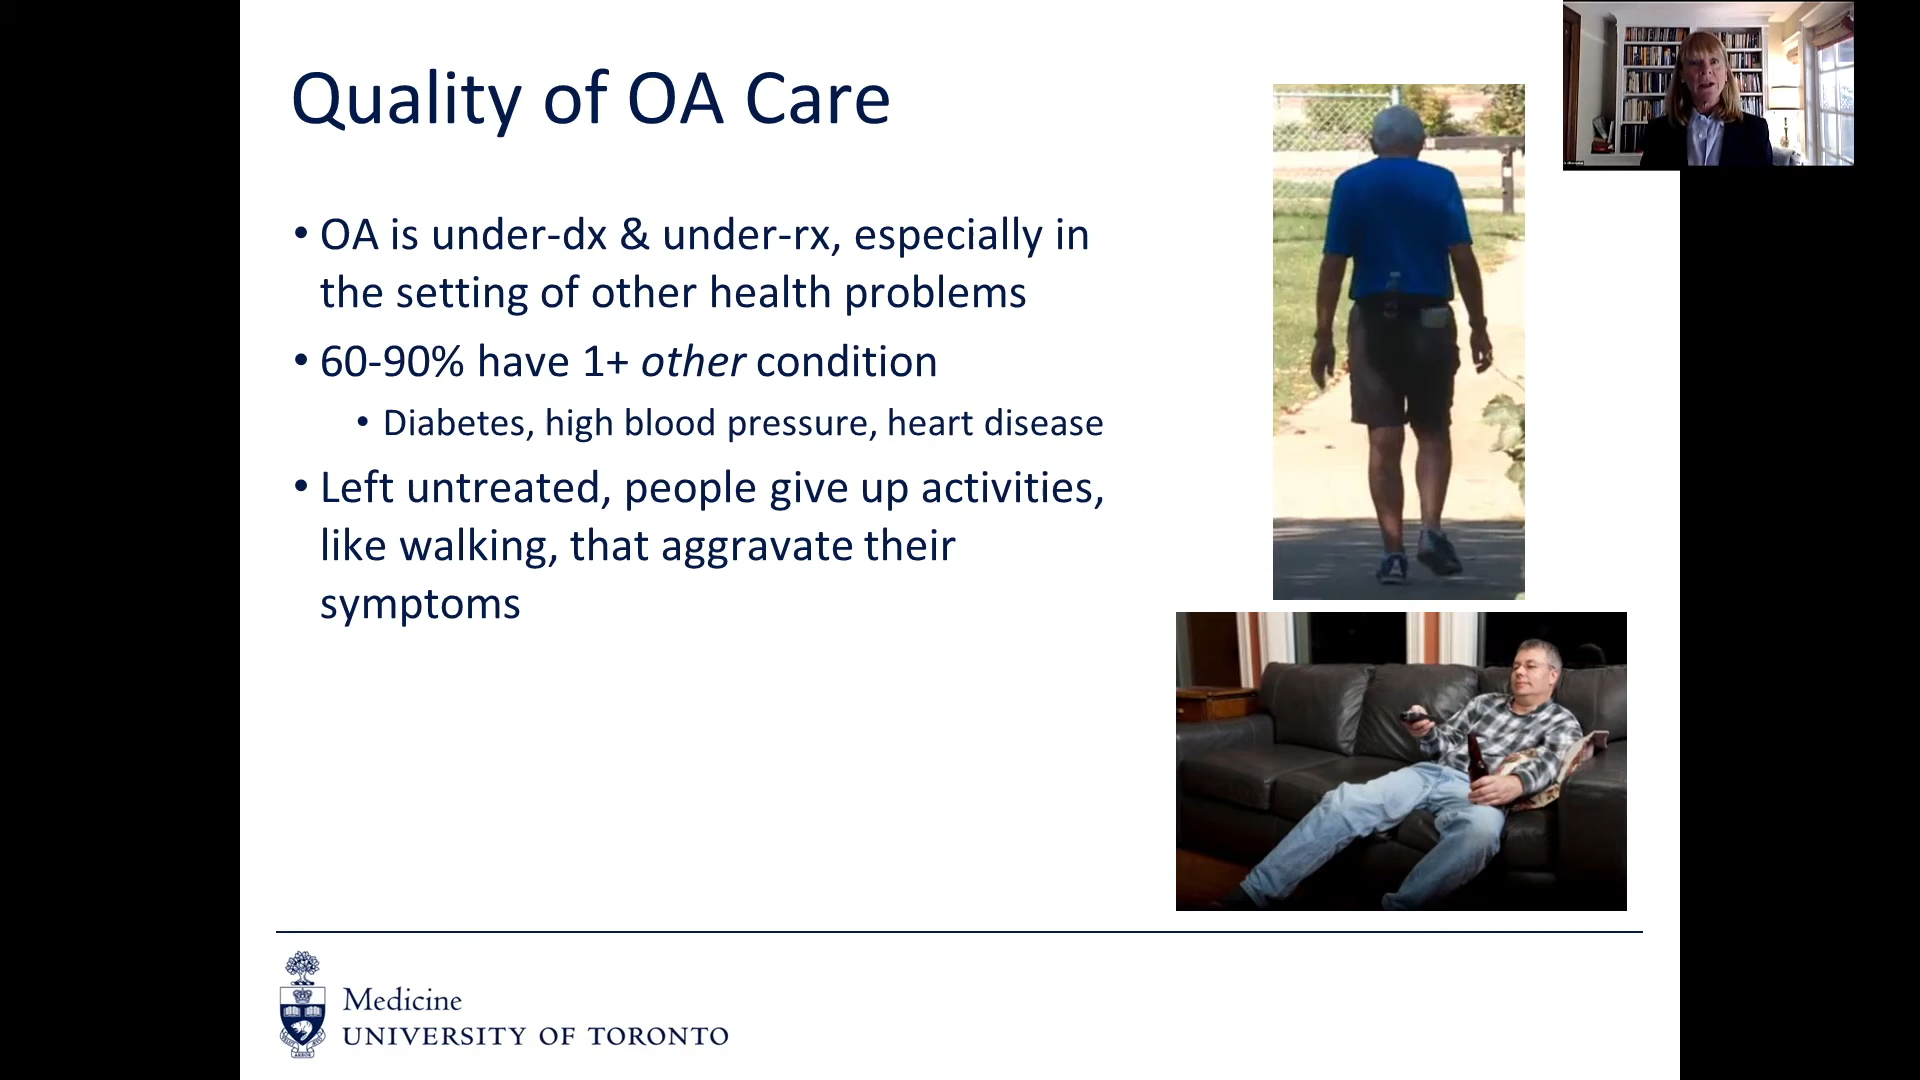 Quality of OA Care
• OA is under-dx & under-rx, especially in
the setting of other health problems
• 60-90% have 1+ other condition
• Diabetes, high blood pressure, heart disease
• Left untreated, people give up activities,
like walking, that aggravate their
symptoms
Medicine
UNIVERSITY OF TORONTO